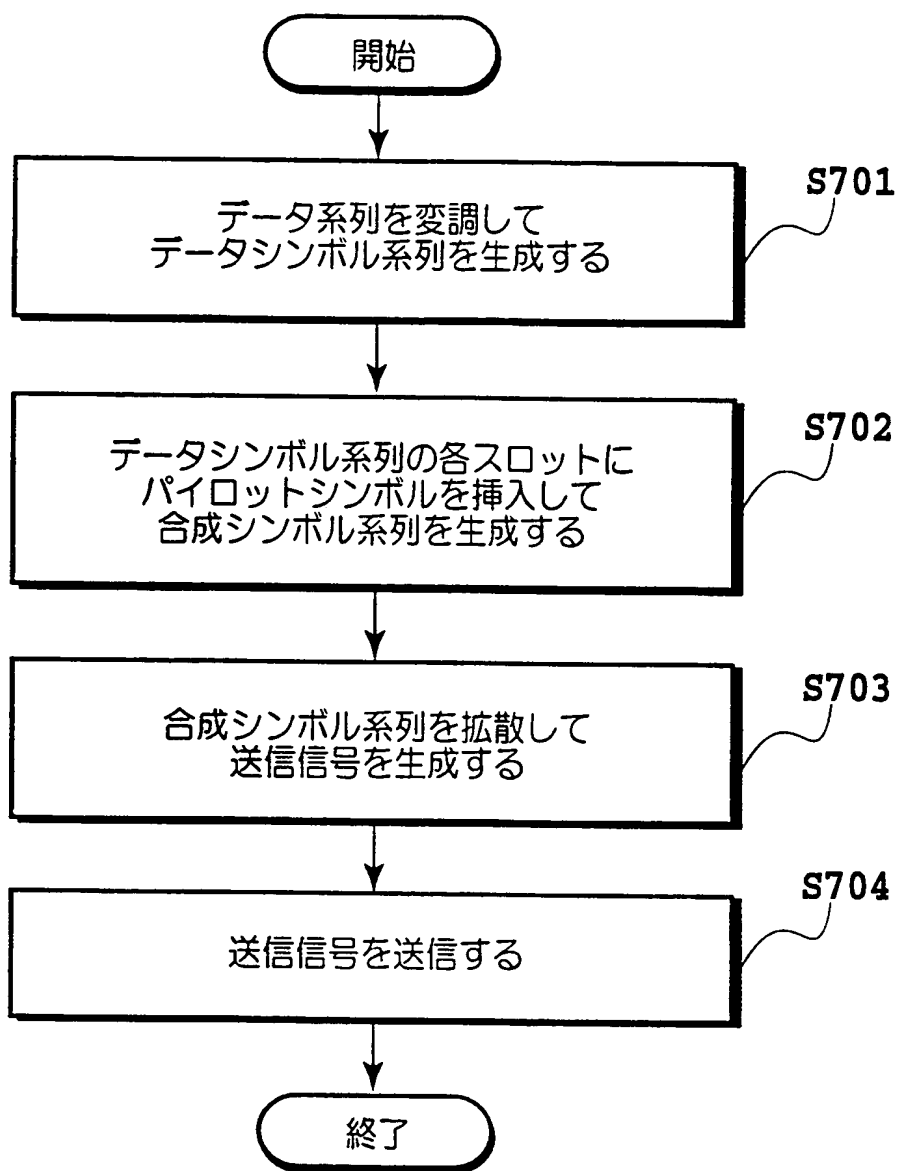 開始
S701
データ系列を変調して
データシンボル系列を生成する
S702
データシンボル系列の各スロットに
パイロットシンボルを挿入して
合成シンボル系列を生成する
S703
合成シンボル系列を拡散して
送信信号を生成する
S704
送信信号を送信する
終了